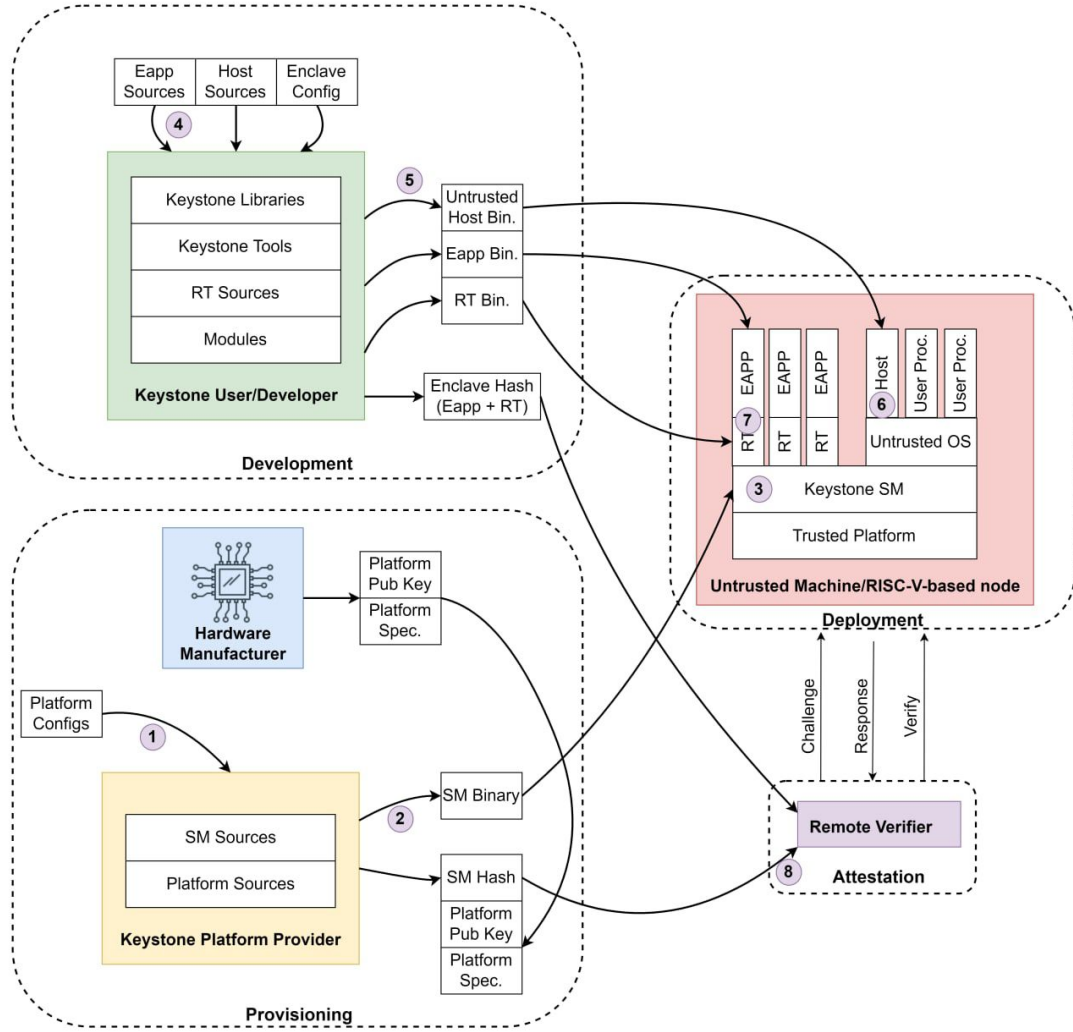 Eapp
Sources
Host
Sources
Enclave
Config
4
Keystone Libraries
Keystone Tools
RT Sources
Modules
Keystone User/Developer
5
Untrusted
Host Bin.
Eapp Bin.
RT Bin.
Enclave Hash
(Eapp + RT)
Development
EAPP
EAPP
EAPP
Host
User Proc.
User Proc.
7
6
RT
RT
RT
Untrusted OS
3
Keystone SM
Trusted Platform
Untrusted Machine/RISC-V-based node
Deployment
Hardware
Manufacturer
Platform
Pub Key
Platform
Spec.
Platform
Configs
1
SM Sources
Platform Sources
Keystone Platform Provider
2
SM Binary
SM Hash
Platform
Pub Key
Platform
Spec.
Provisioning
Challenge
Response
Verify
Remote Verifier
8
Attestation